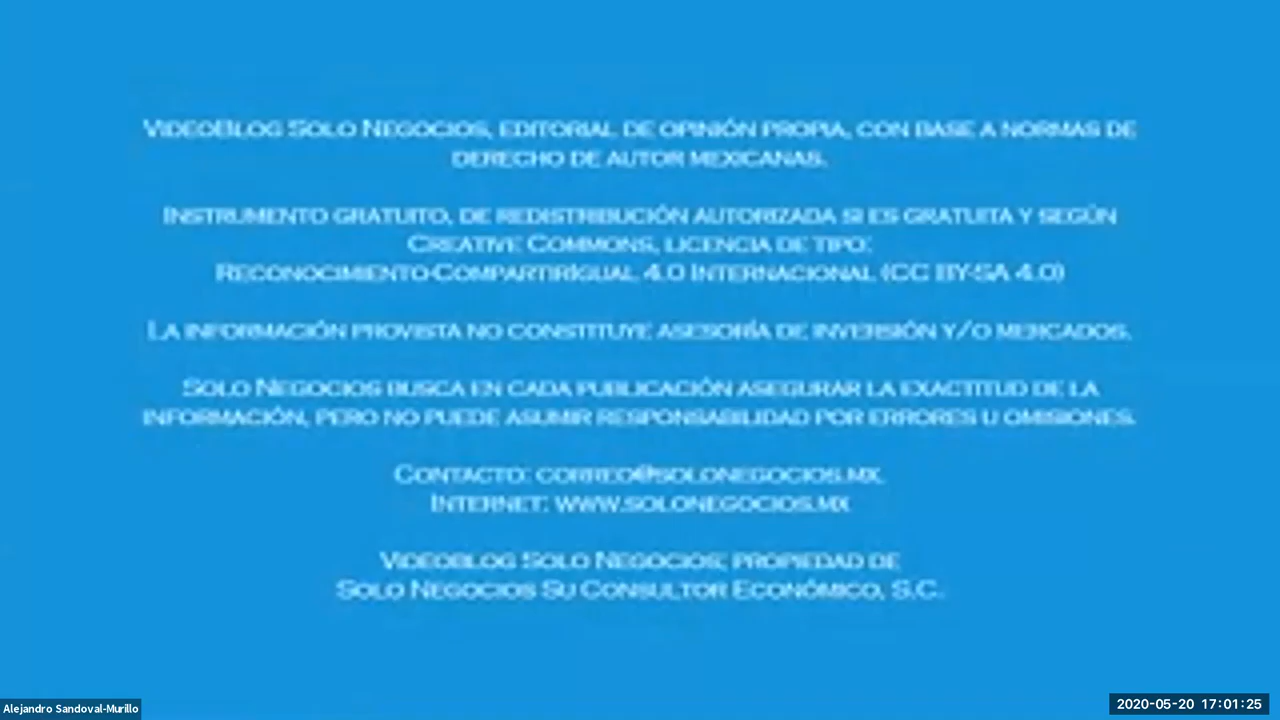 VideoBlog Solo Negocios, editorial de opinión propia, con base a normas de
derecho de autor mexicanas.
Instrumento gratuito, de redistribución autorizada si es gratuita y según
Creative Commons, licencia de tipo:
Reconocimiento-CompartirIgual 4.0 Internacional (CC BY-SA 4.0)
La información provista no constituye asesoría de inversión y/o mercados.
Solo Negocios busca en cada publicación asegurar la exactitud de la
información, pero no puede asumir responsabilidad por errores u omisiones.
Contacto: correo@solonegocios.mx.
Internet: www.solonegocios.mx
Videoblog Solo Negocios; propiedad de
Solo Negocios Su Consultor Económico, S.C.
Alejandro Sandoval-Murillo
2020-05-20 17:01:25